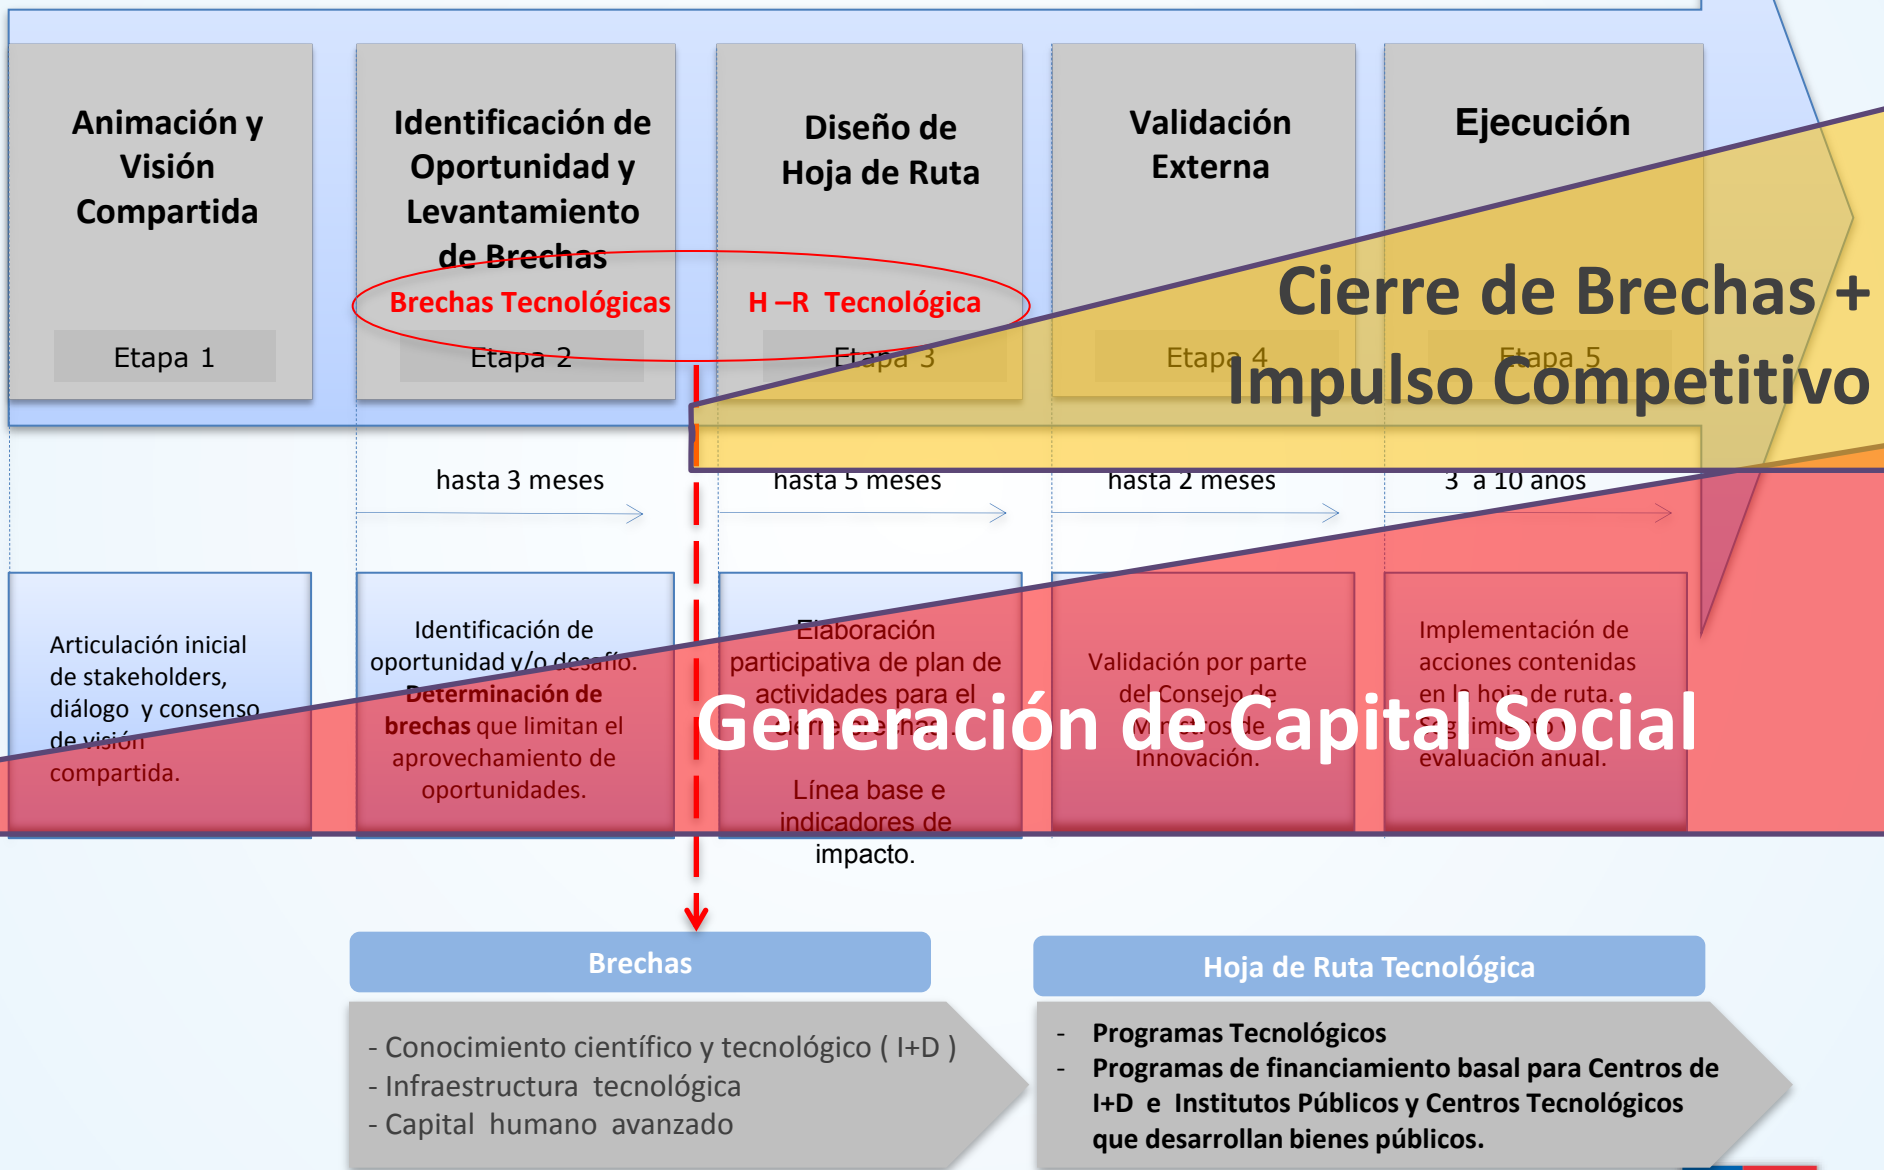 Animación y
Visión
Compartida
Etapa 1
Identificación de
Oportunidad y
Levantamiento
de Brechas
Brechas Tecnológicas
Etapa 2
Diseño de
Hoja de Ruta
H –R Tecnológica
Etapa 3
Validación
Externa
Etapa 4
Ejecución
Etapa 5
Cierre de Brechas +
Impulso Competitivo
hasta 3 meses
hasta 5 meses
hasta 2 meses
3 a 10 anos
Articulación inicial
de stakeholders,
diálogo y consenso
de visión
compartida.
Identificación de
oportunidad y/o desafío.
Determinación de
brechas que limitan el
aprovechamiento de
oportunidades.
Elaboración
participativa de plan de
actividades para el
cierre brechas.
Línea base e
indicadores de
impacto.
Validación por parte
del Consejo de
Ministros de
Innovación.
Implementación de
acciones contenidas
en la hoja de ruta.
Seguimiento y
evaluación anual.
Generación de Capital Social
Brechas
- Conocimiento científico y tecnológico ( I+D )
- Infraestructura tecnológica
- Capital humano avanzado
Hoja de Ruta Tecnológica
- Programas Tecnológicos
- Programas de financiamiento basal para Centros de
I+D e Institutos Públicos y Centros Tecnológicos
que desarrollan bienes públicos.